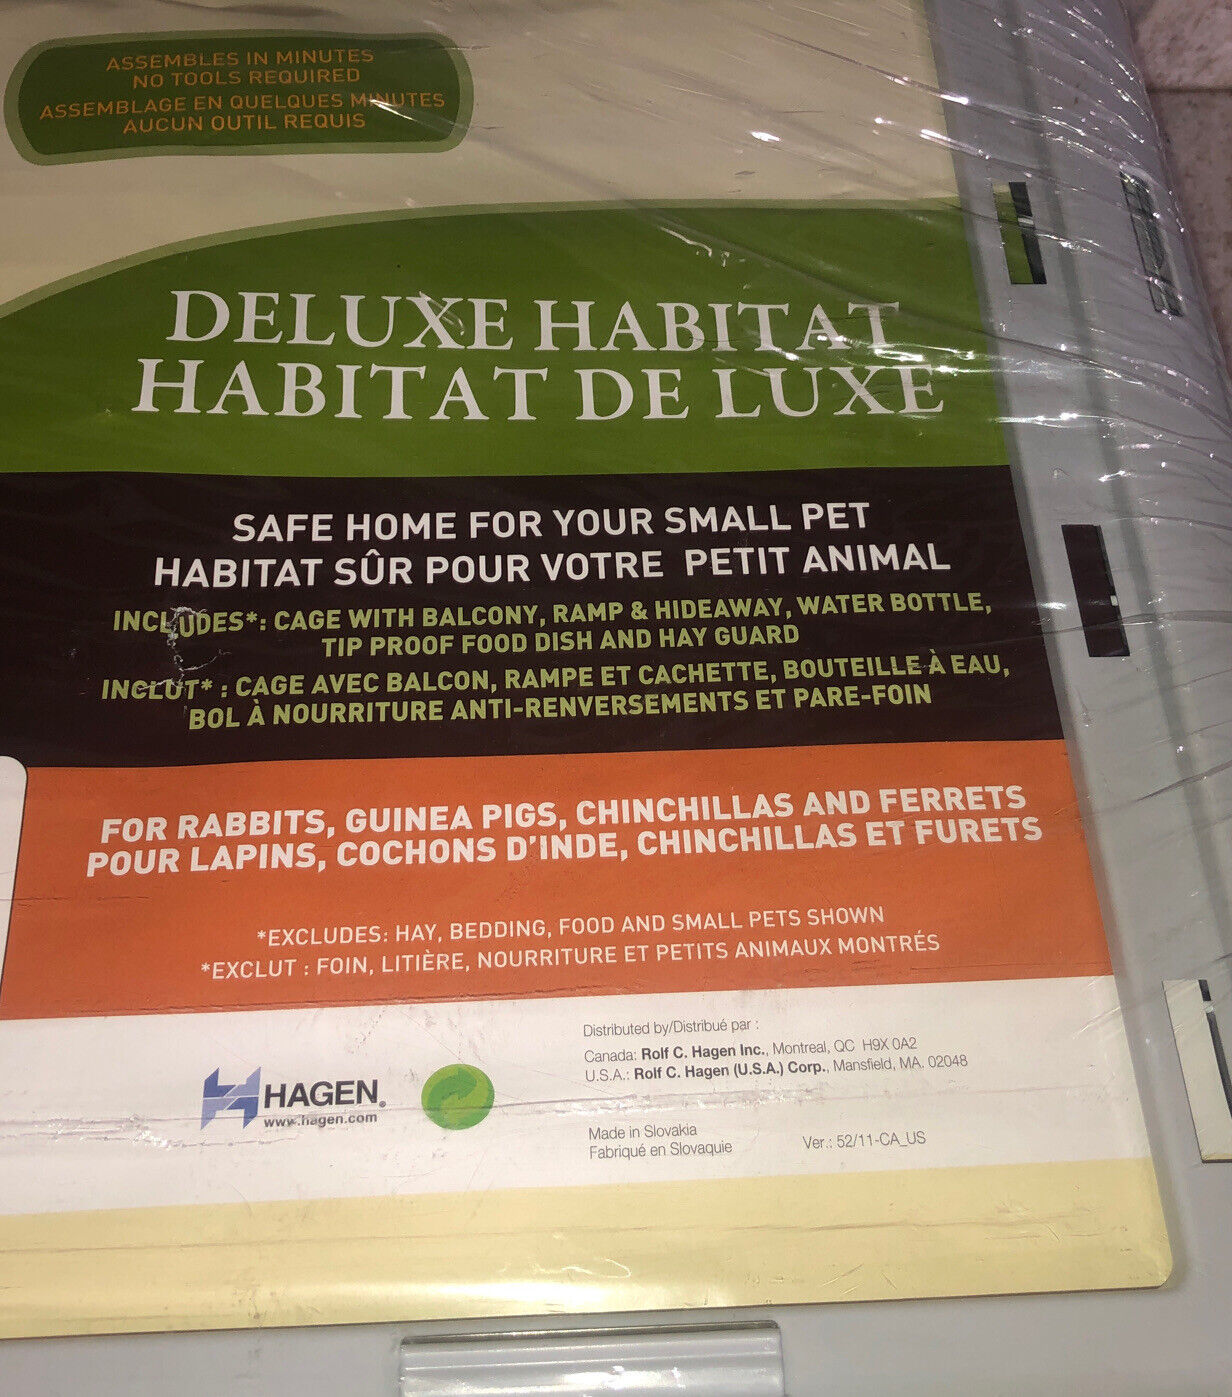 ASSEMBLES IN MINUTES
NO TOOLS REQUIRED
ASSEMBLAGE EN QUELQUES MINUTES
AUCUN OUTIL REQUIS
DELUXE HABITAT
HABITAT DE LUXE
SAFE HOME FOR YOUR SMALL PET
HABITAT SÛR POUR VOTRE PETIT ANIMAL
INCLUDES*: CAGE WITH BALCONY, RAMP & HIDEAWAY, WATER BOTTLE,
TIP PROOF FOOD DISH AND HAY GUARD
INCLUT* : CAGE AVEC BALCON, RAMPE ET CACHETTE, BOUTEILLE À EAU,
BOL À NOURRITURE ANTI-RENVERSEMENTS ET PARE-FOIN
FOR RABBITS, GUINEA PIGS, CHINCHILLAS AND FERRETS
POUR LAPINS, COCHONS D'INDE, CHINCHILLAS ET FURETS
*EXCLUDES: HAY, BEDDING, FOOD AND SMALL PETS SHOWN
*EXCLUT : FOIN, LITIÈRE, NOURRITURE ET PETITS ANIMAUX MONTRÉS
HAGEN®
www.hagen.com
Distributed by/Distribué par :
Canada: Rolf C. Hagen Inc., Montreal, QC H9X 0A2
U.S.A.: Rolf C. Hagen (U.S.A.) Corp., Mansfield, MA. 02048
Made in Slovakia
Fabriqué en Slovaquie
Ver.: 52/11-CA_US